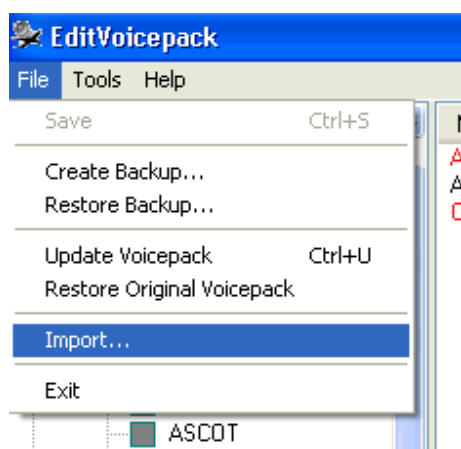 EditVoicepack
File Tools Help
Save Ctrl+S
Create Backup...
Restore Backup...
Update Voicepack Ctrl+U
Restore Original Voicepack
Import...
Exit
ASCOT